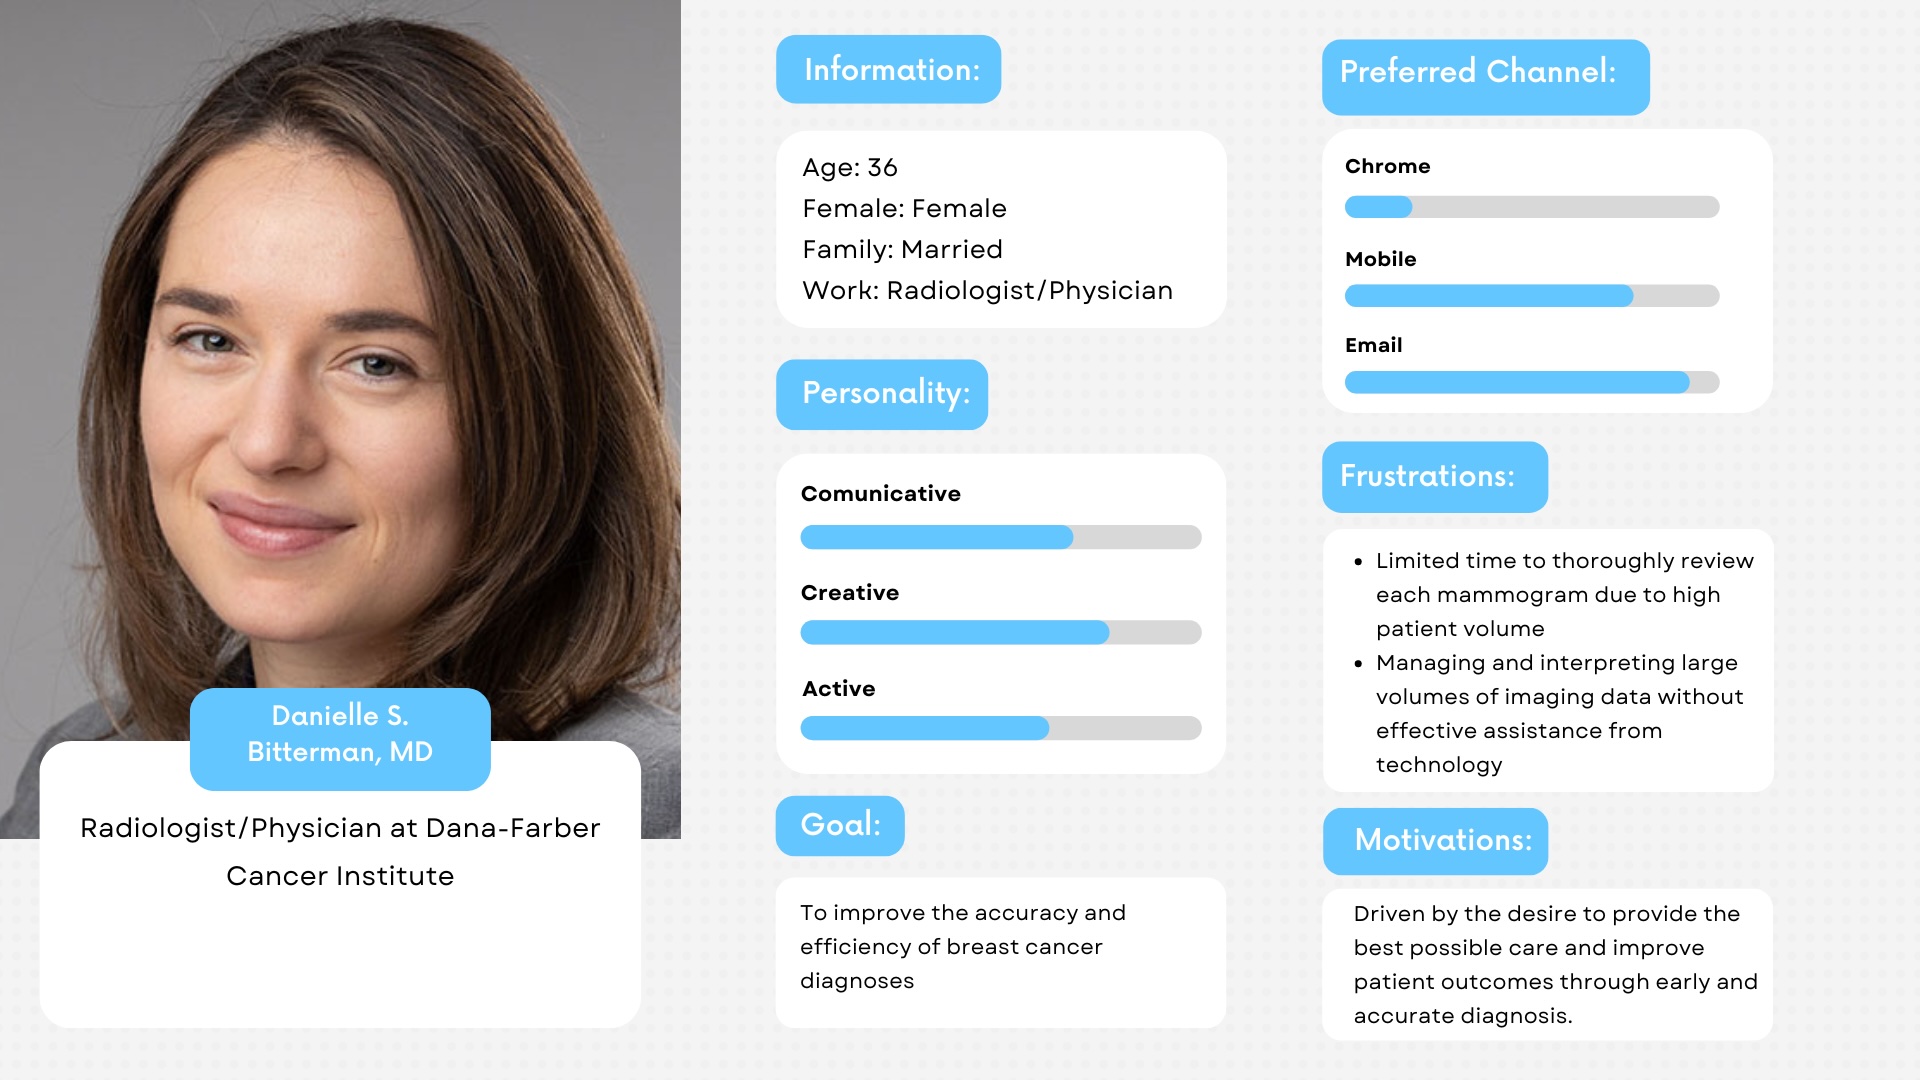 Danielle S.
Bitterman, MD
Radiologist/Physician at Dana-Farber
Cancer Institute
Information:
Age: 36
Female: Female
Family: Married
Work: Radiologist/Physician
Personality:
Comunicative
Creative
Active
Goal:
To improve the accuracy and
efficiency of breast cancer
diagnoses
Preferred Channel:
Chrome
Mobile
Email
Frustrations:
• Limited time to thoroughly review
each mammogram due to high
patient volume
• Managing and interpreting large
volumes of imaging data without
effective assistance from
technology
Motivations:
Driven by the desire to provide the
best possible care and improve
patient outcomes through early and
accurate diagnosis.